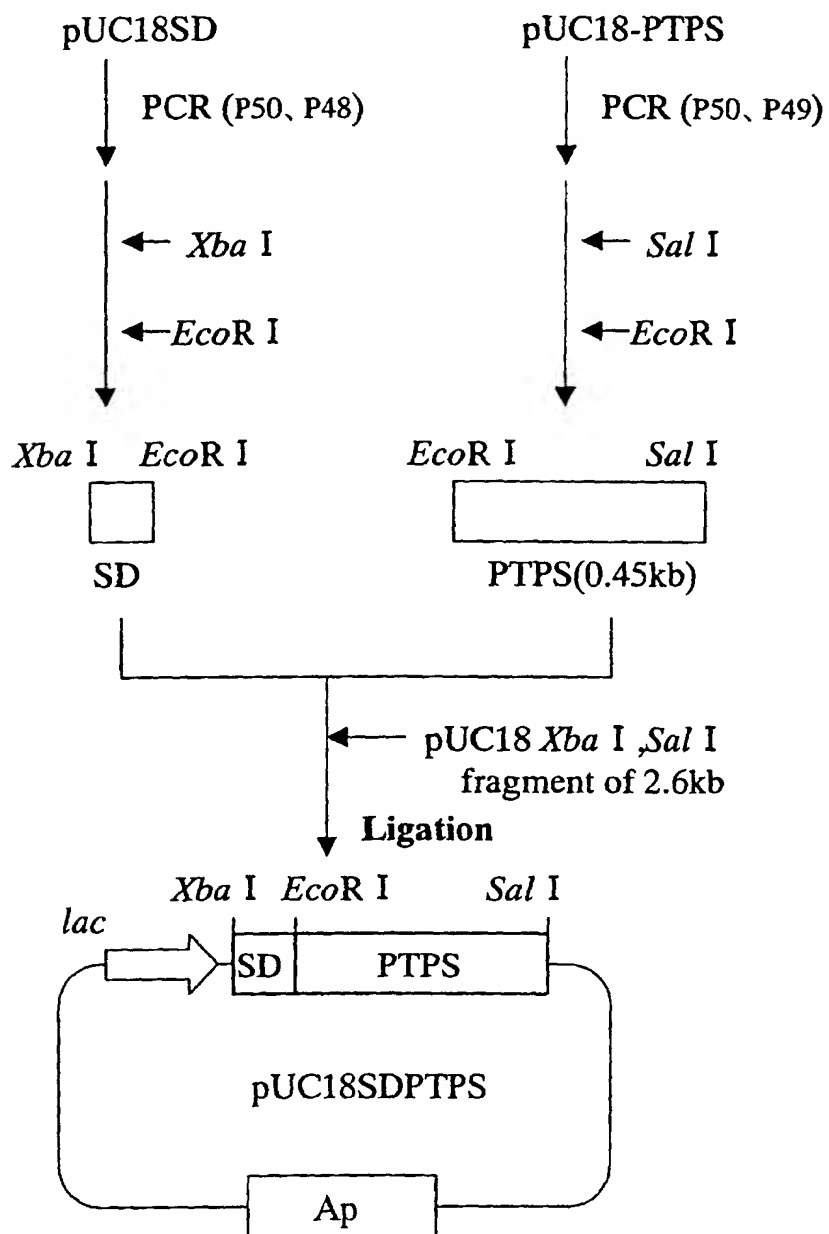 pUC18SD
pUC18-PTPS
PCR (P50、P48)
PCR (P50、P49)
Xba I
Sal I
EcoR I
EcoR I
Xba I EcoR I
EcoR I Sal I
SD
PTPS(0.45kb)
pUC18 Xba I ,Sal I
fragment of 2.6kb
Ligation
Xba I EcoR I Sal I
lac
SD
PTPS
pUC18SDPTPS
Ap